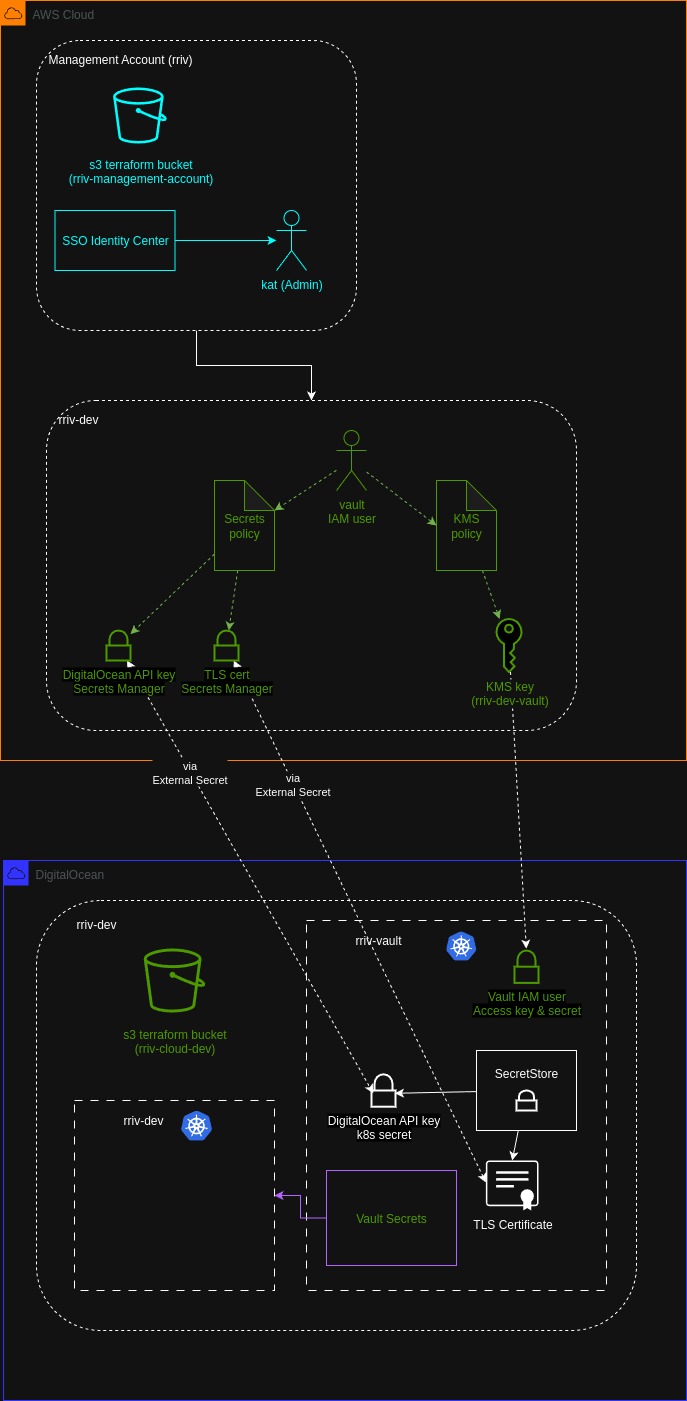 AWS Cloud
Management Account (rriv)
s3 terraform bucket
(rriv-management-account)
SSO Identity Center
kat (Admin)
rriv-dev
vault
IAM user
Secrets
policy
KMS
policy
DigitalOcean API key
Secrets Manager
TLS cert
Secrets Manager
KMS key
(rriv-dev-vault)
via
External Secret
via
External Secret
DigitalOcean
rriv-dev
rriv-vault
s3 terraform bucket
(rriv-cloud-dev)
Vault IAM user
Access key & secret
SecretStore
rriv-dev
DigitalOcean API key
k8s secret
Vault Secrets
TLS Certificate